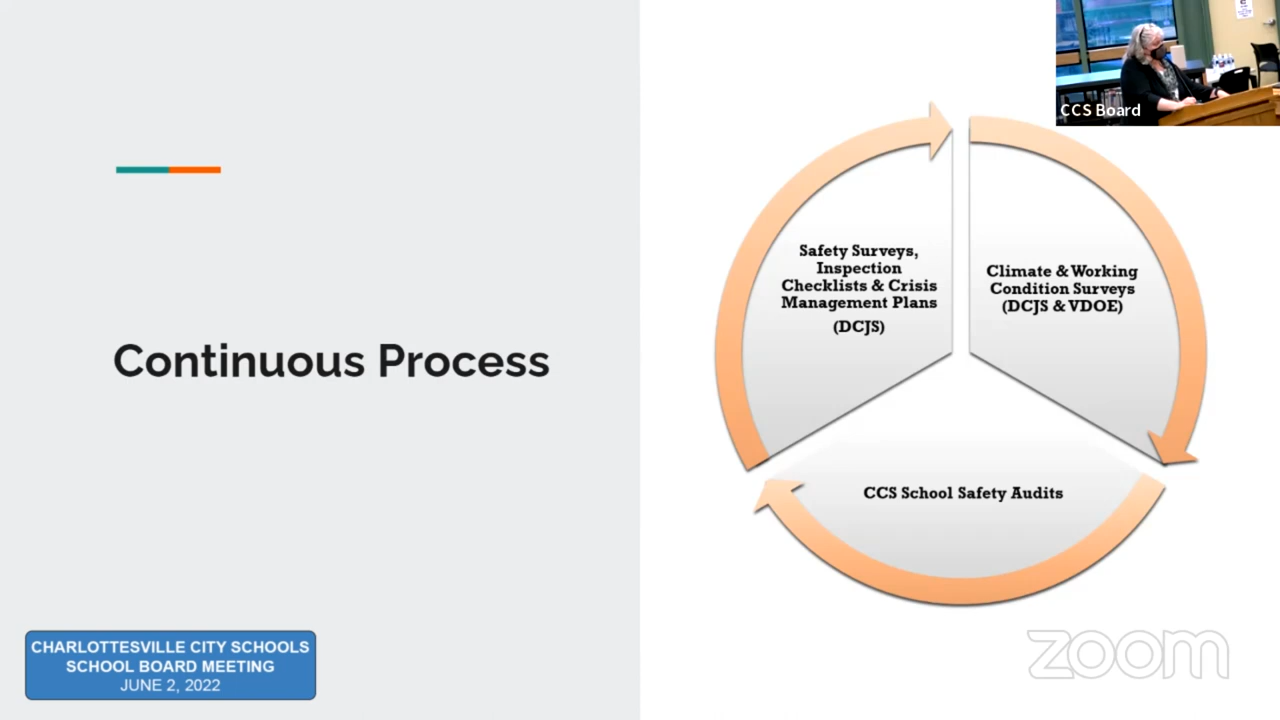 CCS Board
Continuous Process
Safety Surveys,
Inspection
Checklists & Crisis
Management Plans
(DCJS)
Climate & Working
Condition Surveys
(DCJS & VDOE)
CCS School Safety Audits
CHARLOTTESVILLE CITY SCHOOLS
SCHOOL BOARD MEETING
JUNE 2, 2022
zoom